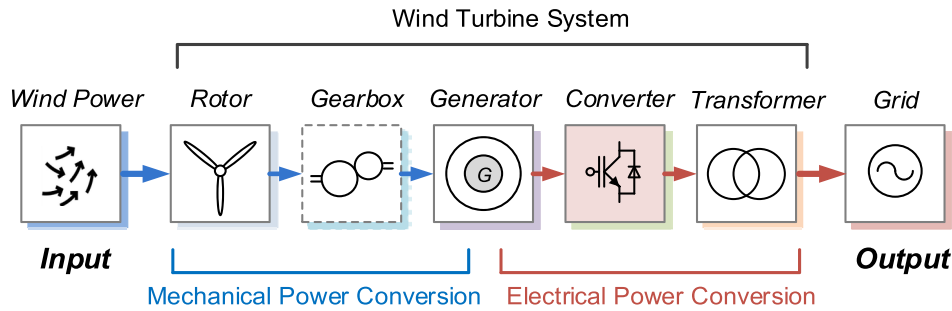 Wind Turbine System
Wind Power
Rotor
Gearbox
Generator
Converter
Transformer
Grid
G
Input
Output
Mechanical Power Conversion
Electrical Power Conversion